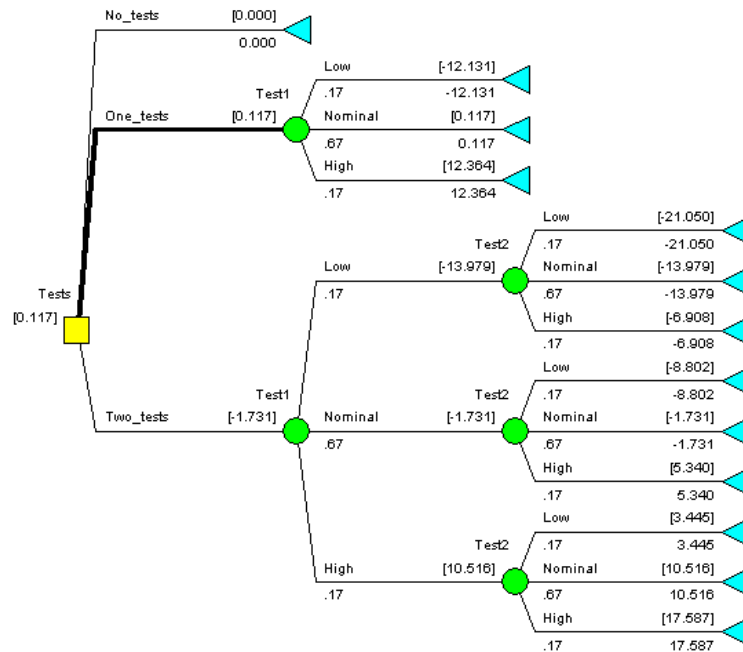 No_tests [0.000]
0.000
Low [-12.131]
Test1 .17 -12.131
One_tests [0.117] Nominal [0.117]
.67 0.117
High [12.364]
.17 12.364
Low [-21.050]
Test2 .17 -21.050
Low [-13.979] Nominal [-13.979]
.17 .67 -13.979
Tests High [-6.908]
[0.117] .17 -6.908
Low [-8.802]
Test1 Test2 .17 -8.802
Two_tests [-1.731] Nominal [-1.731] Nominal [-1.731]
.67 .67 -1.731
High [5.340]
.17 5.340
Low [3.445]
Test2 .17 3.445
High [10.516] Nominal [10.516]
.17 .67 10.516
High [17.587]
.17 17.587